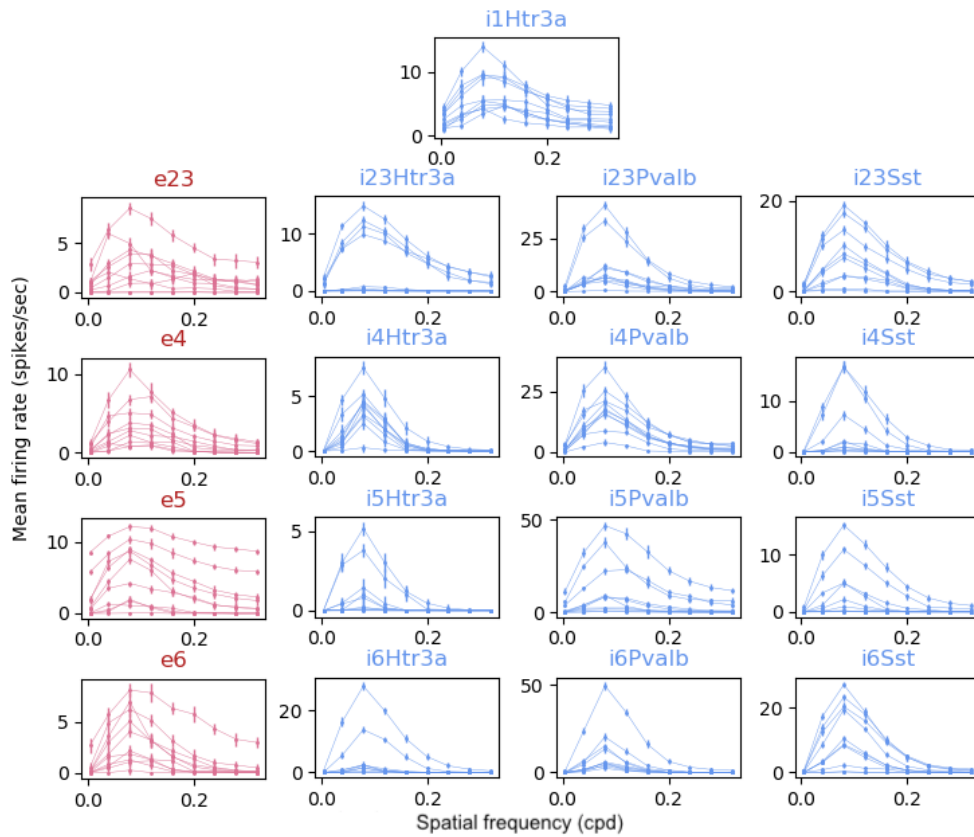 i1Htr3a
10
0
0.0 0.2
e23 i23Htr3a i23Pvalb i23Sst
5 10 25 20
0 0 0 10
0
0.0 0.2 0.0 0.2 0.0 0.2 0.0 0.2
e4 i4Htr3a i4Pvalb i4Sst
10 5 25 10
0 0 0 0
0.0 0.2 0.0 0.2 0.0 0.2 0.0 0.2
Mean firing rate (spikes/sec)
e5 i5Htr3a i5Pvalb i5Sst
10 5 50 10
0 0 25 0
0
0.0 0.2 0.0 0.2 0.0 0.2 0.0 0.2
e6 i6Htr3a i6Pvalb i6Sst
5 20 50 20
0 0 25 0
0
0.0 0.2 0.0 0.2 0.0 0.2 0.0 0.2
Spatial frequency (cpd)